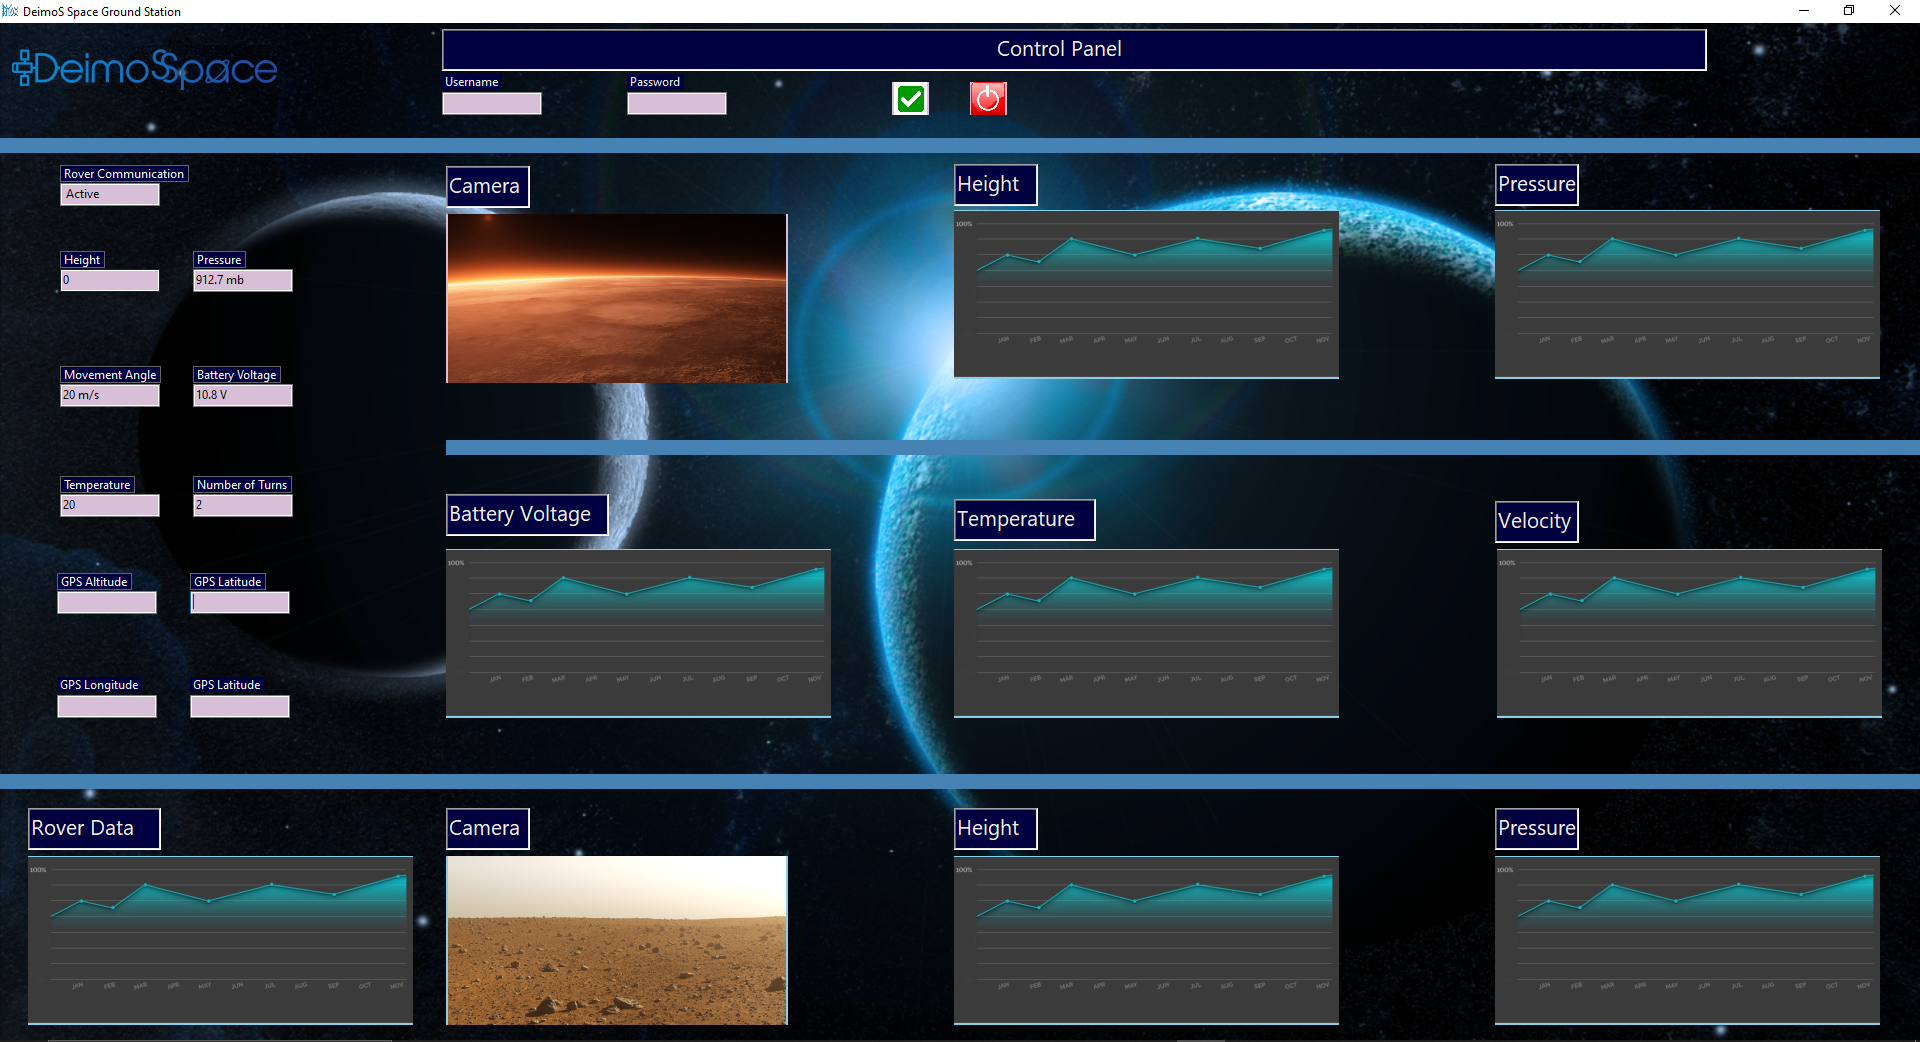 DeimoS Space Ground Station
DeimoSSpace
Control Panel
Username
Password
Rover Communication
Active
Height
Pressure
0
912.7 mb
Movement Angle
Battery Voltage
20 m/s
10.8 V
Temperature
Number of Turns
20
2
GPS Altitude
GPS Latitude
GPS Longitude
GPS Latitude
Camera
Height
100%
JAN FEB MAR APR MAY JUN JUL AUG SEP OCT NOV
Pressure
100%
JAN FEB MAR APR MAY JUN JUL AUG SEP OCT NOV
Battery Voltage
100%
JAN FEB MAR APR MAY JUN JUL AUG SEP OCT NOV
Temperature
100%
JAN FEB MAR APR MAY JUN JUL AUG SEP OCT NOV
Velocity
100%
JAN FEB MAR APR MAY JUN JUL AUG SEP OCT NOV
Rover Data
100%
JAN FEB MAR APR MAY JUN JUL AUG SEP OCT NOV
Camera
Height
100%
JAN FEB MAR APR MAY JUN JUL AUG SEP OCT NOV
Pressure
100%
JAN FEB MAR APR MAY JUN JUL AUG SEP OCT NOV